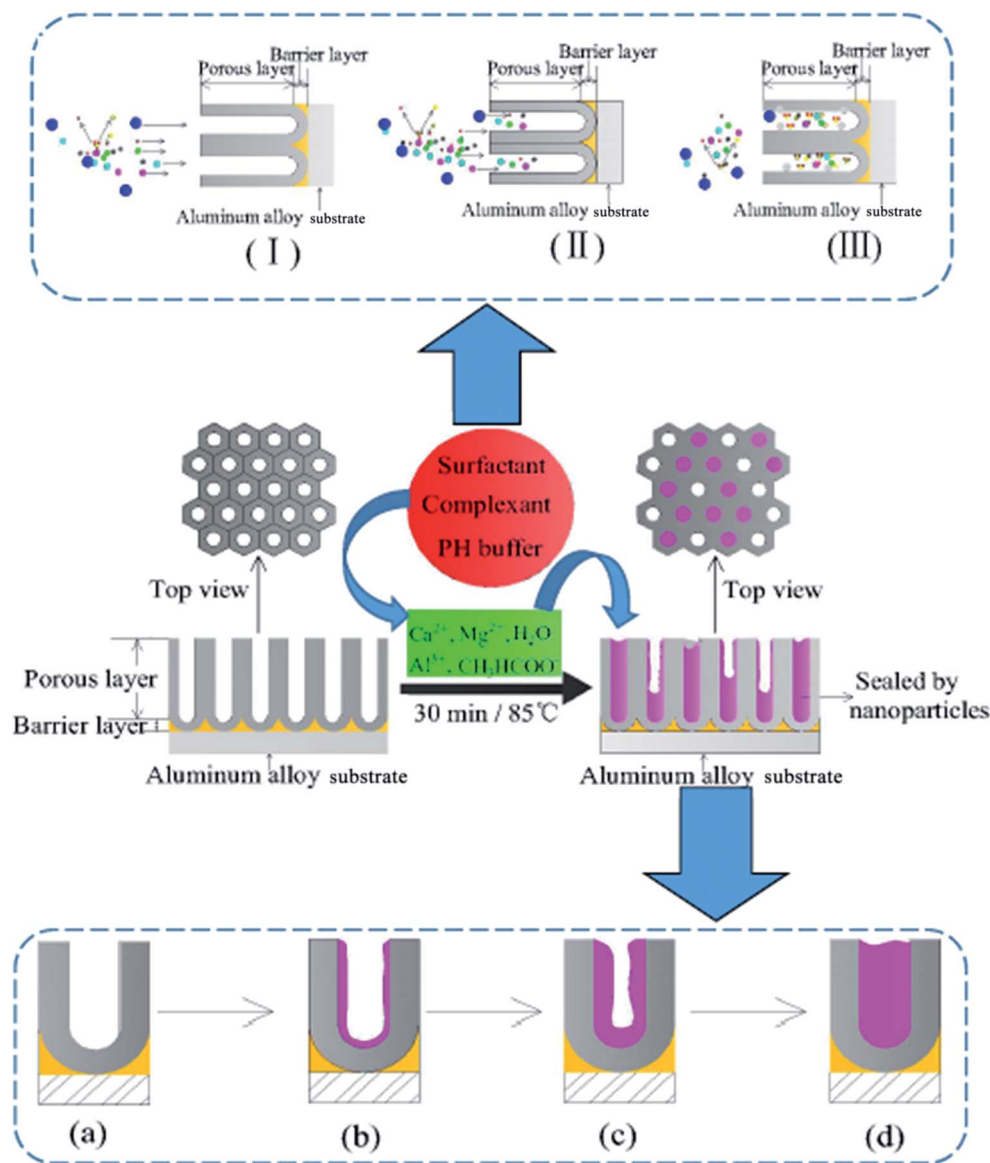 Barrier layer
Porous layer
Aluminum alloy substrate
(Ⅰ)
Barrier layer
Porous layer
Aluminum alloy substrate
(Ⅱ)
Barrier layer
Porous layer
Aluminum alloy substrate
(Ⅲ)
Surfactant
Complexant
PH buffer
Top view
Top view
Ca²⁺, Mg²⁺, H₂O
Al³⁺, CH₃HCOO⁻
30 min / 85℃
Porous layer
Barrier layer
Aluminum alloy substrate
Sealed by
nanoparticles
Aluminum alloy substrate
(a)
(b)
(c)
(d)